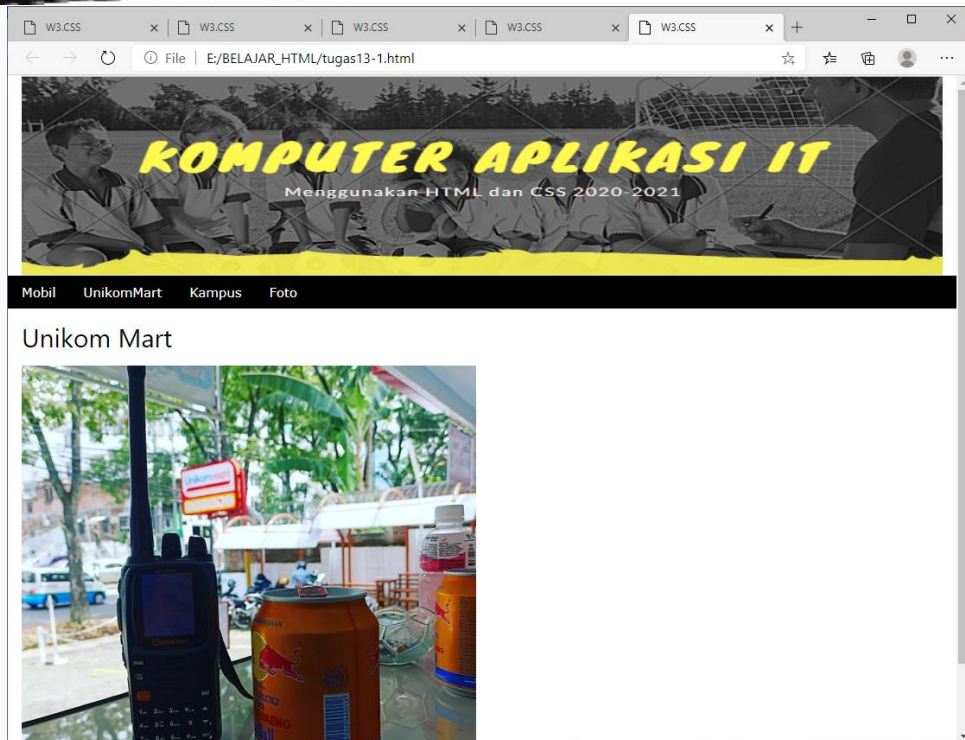 W3.CSS
W3.CSS
W3.CSS
W3.CSS
W3.CSS
File
E:/BELAJAR_HTML/tugas13-1.html
KOMPUTER APLIKASI IT
Menggunakan HTML dan CSS 2020-2021
Mobil UnikomMart Kampus Foto
Unikom Mart
Unikommart